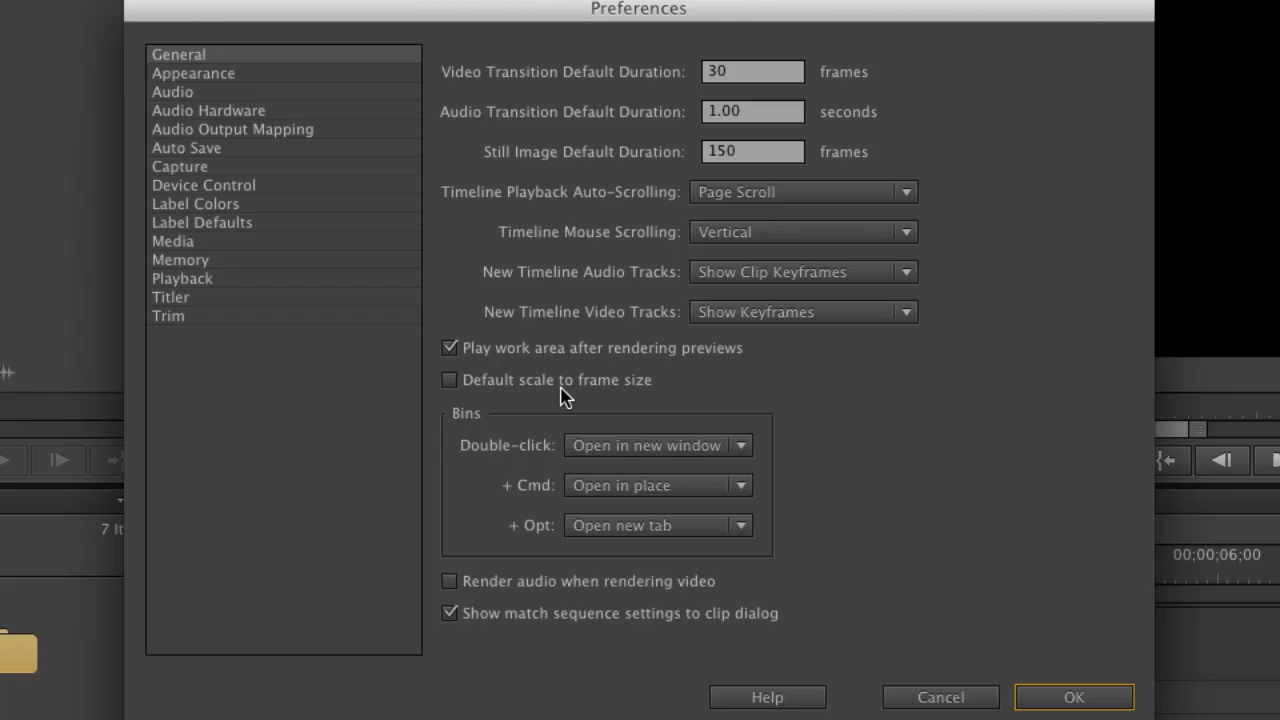 Preferences
General
Appearance
Audio
Audio Hardware
Audio Output Mapping
Auto Save
Capture
Device Control
Label Colors
Label Defaults
Media
Memory
Playback
Titler
Trim
Video Transition Default Duration: 30 frames
Audio Transition Default Duration: 1.00 seconds
Still Image Default Duration: 150 frames
Timeline Playback Auto-Scrolling: Page Scroll
Timeline Mouse Scrolling: Vertical
New Timeline Audio Tracks: Show Clip Keyframes
New Timeline Video Tracks: Show Keyframes
Play work area after rendering previews
Default scale to frame size
Bins
Double-click: Open in new window
+ Cmd: Open in place
+ Opt: Open new tab
Render audio when rendering video
Show match sequence settings to clip dialog
Help Cancel OK
7 It
00;00;06;00